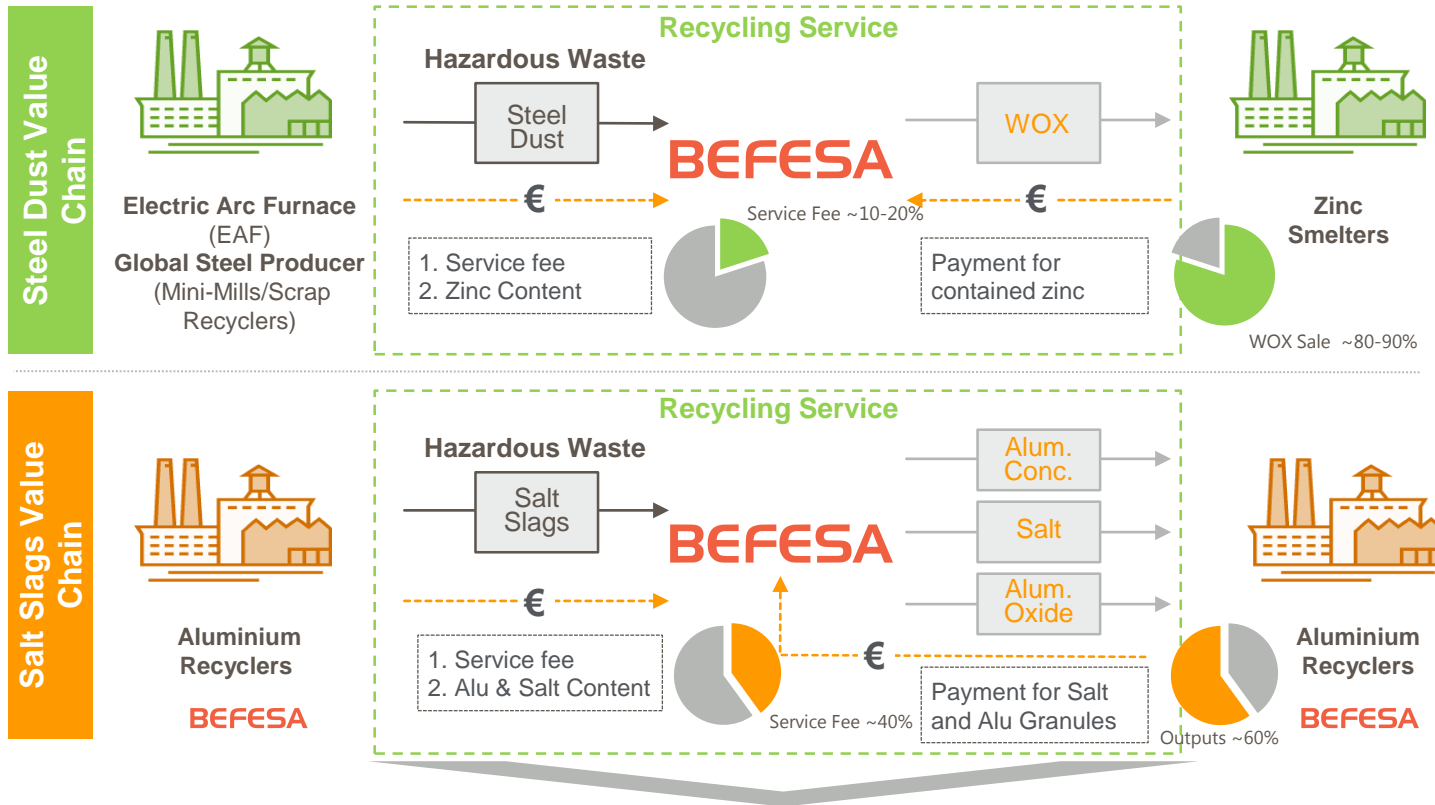 Steel Dust Value
Chain
Recycling Service
Hazardous Waste
Steel
Dust
WOX
BEFESA
€
€
Service Fee ~10-20%
Electric Arc Furnace
(EAF)
Global Steel Producer
(Mini-Mills/Scrap
Recyclers)
1. Service fee
2. Zinc Content
Payment for
contained zinc
Zinc
Smelters
WOX Sale ~80-90%
Salt Slags Value
Chain
Recycling Service
Hazardous Waste
Salt
Slags
BEFESA
Alum.
Conc.
Salt
Alum.
Oxide
€
€
Aluminium
Recyclers
BEFESA
1. Service fee
2. Alu & Salt Content
Service Fee ~40%
Payment for Salt
and Alu Granules
Outputs ~60%
Aluminium
Recyclers
BEFESA